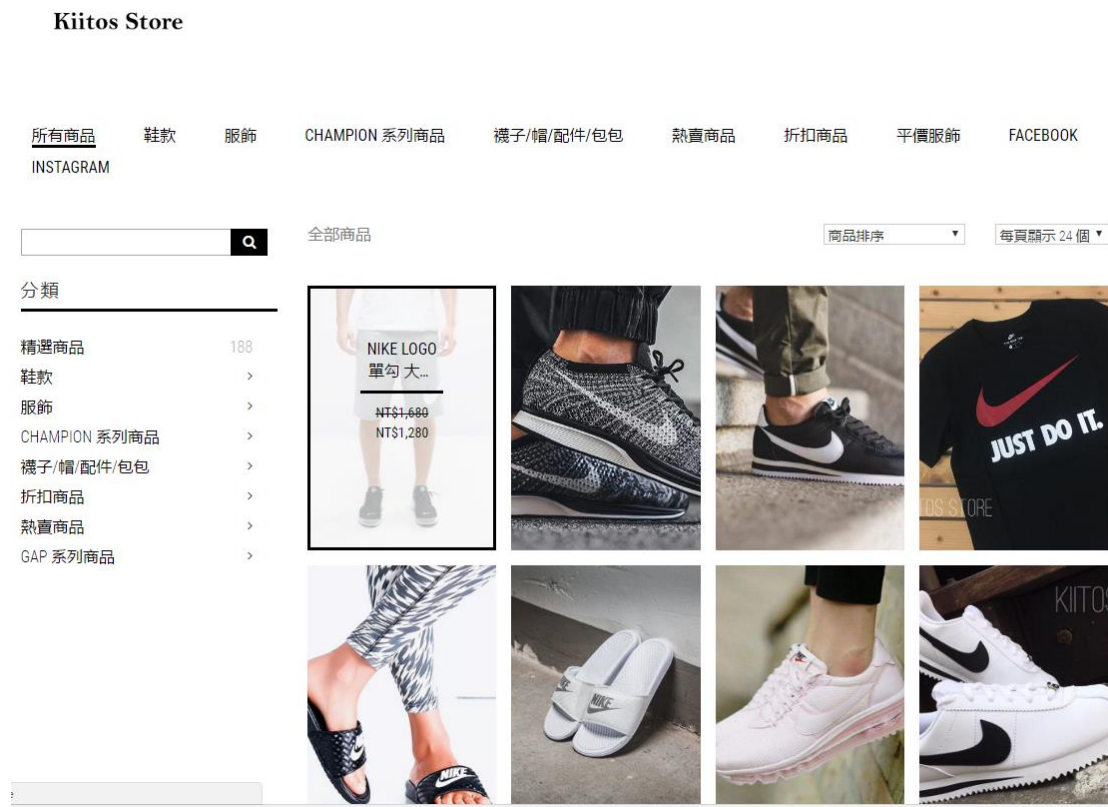 Kiitos Store
所有商品 鞋款 服飾 CHAMPION 系列商品 襪子/帽/配件/包包 熱賣商品 折扣商品 平價服飾 FACEBOOK
INSTAGRAM
全部商品 商品排序 每頁顯示 24 個
分類
精選商品 188
鞋款
服飾
CHAMPION 系列商品
襪子/帽/配件/包包
折扣商品
熱賣商品
GAP 系列商品
NIKE LOGO
單勾 大...
NT$1,680
NT$1,280
JUST DO IT.
TOS STORE
NIKE
NIKE
NIKE
KIITOS